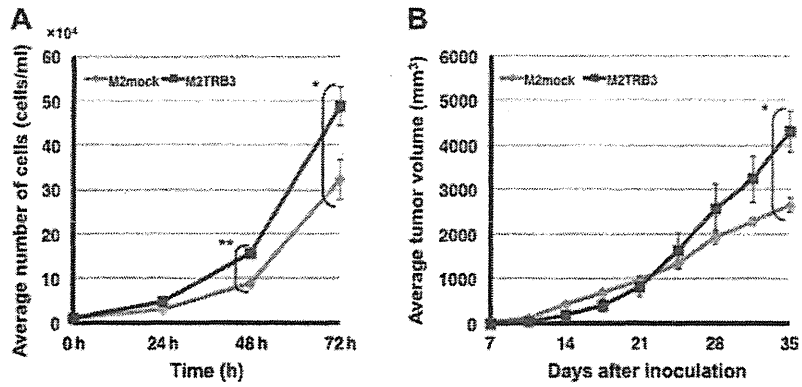 A
×10⁴
60
50
40
30
20
10
0
M2mock M2TRB3
*
**
0 h 24 h 48 h 72 h
Time (h)
Average number of cells (cells/ml)
B
6000
5000
4000
3000
2000
1000
0
M2mock M2TRB3
*
7 14 21 28 35
Days after inoculation
Average tumor volume (mm³)